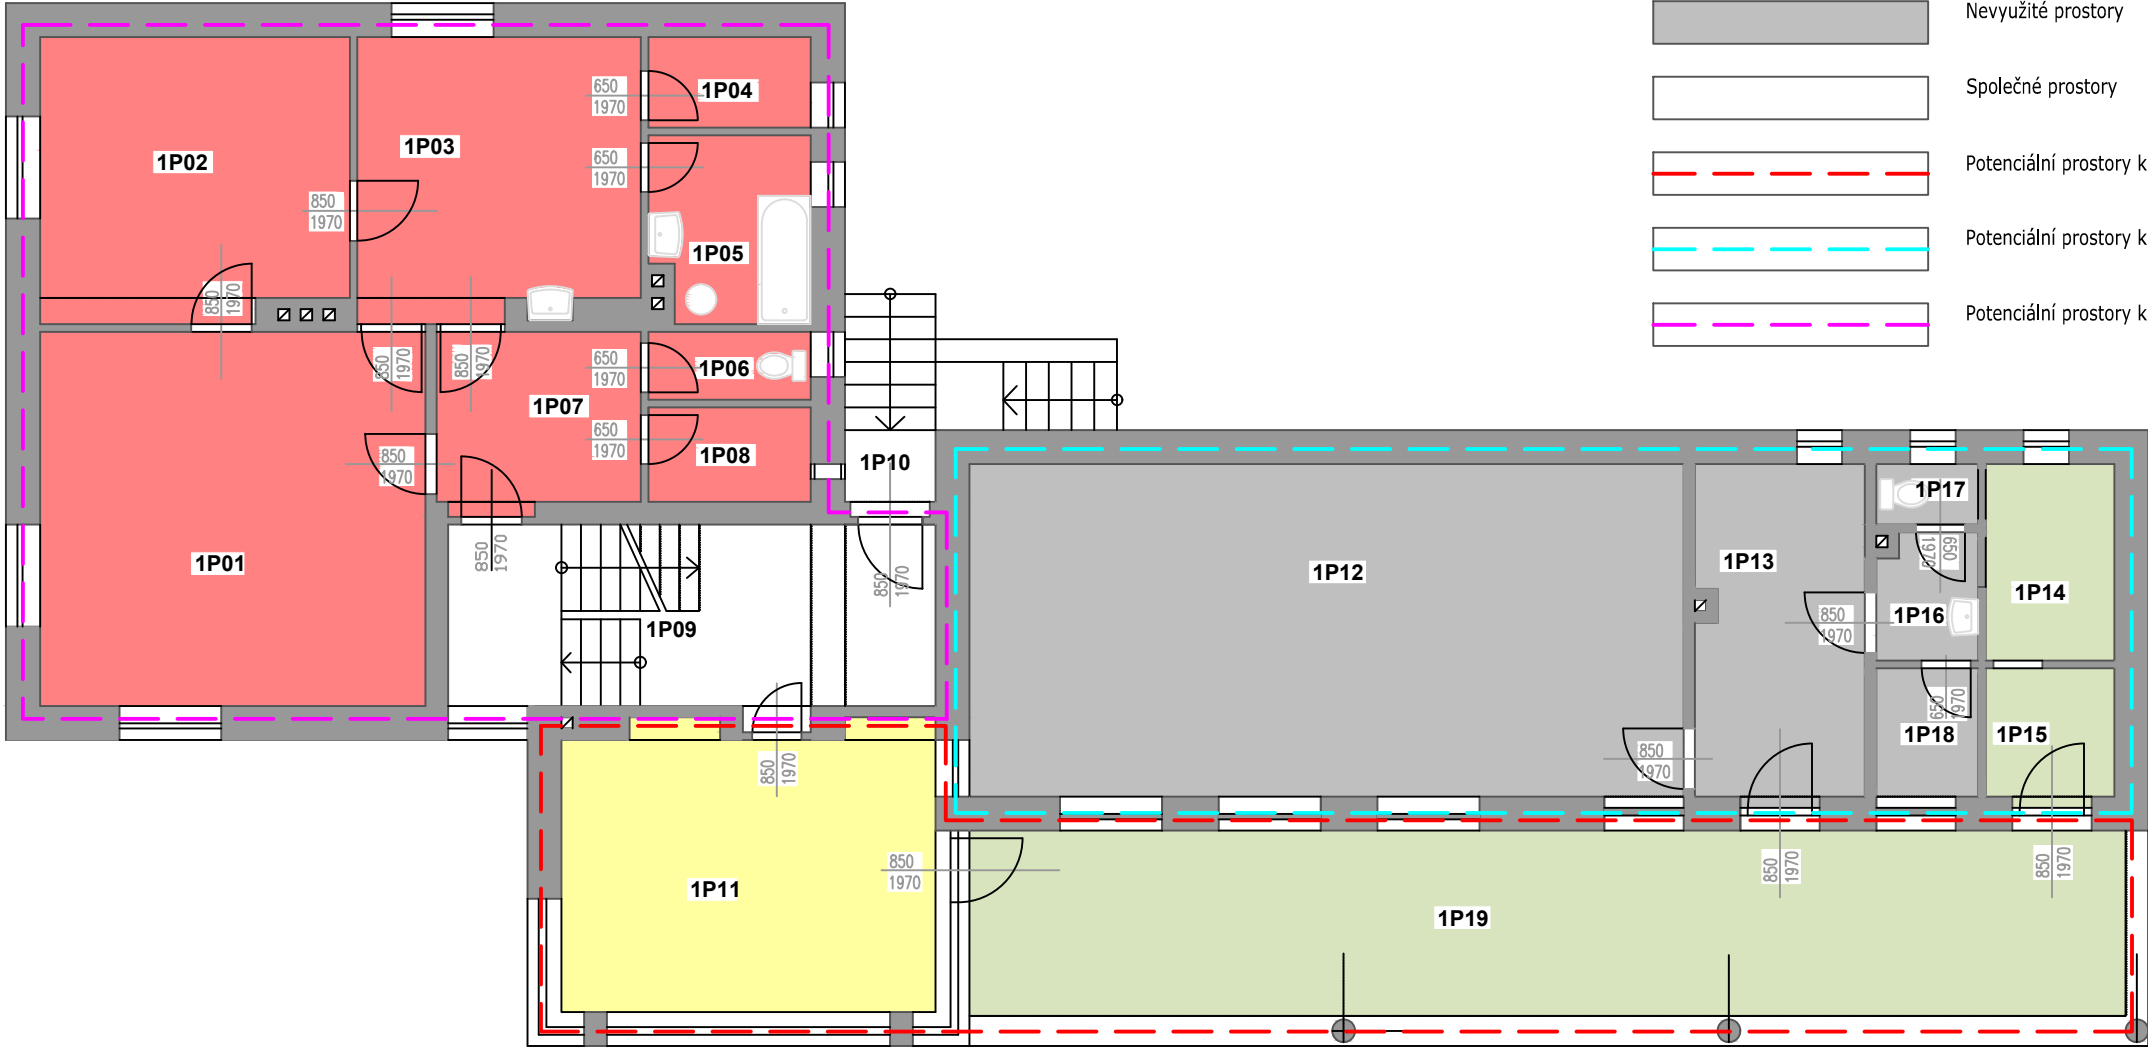 Nevyužité prostory
Společné prostory
Potenciální prostory k
Potenciální prostory k
Potenciální prostory k
650
1970
1P04
1P03
1P02
650
1970
850
1970
1P05
850
1970
850
1970
850
1970
650
1970
1P06
1P07
650
1970
1P08
850
1970
1P10
1P17
850
1970
650
1970
1P01
1P12
1P13
850
1970
1P14
1P09
850
1970
1P16
650
1970
1P18
1P15
850
1970
850
1970
850
1970
1P11
850
1970
850
1970
1P19